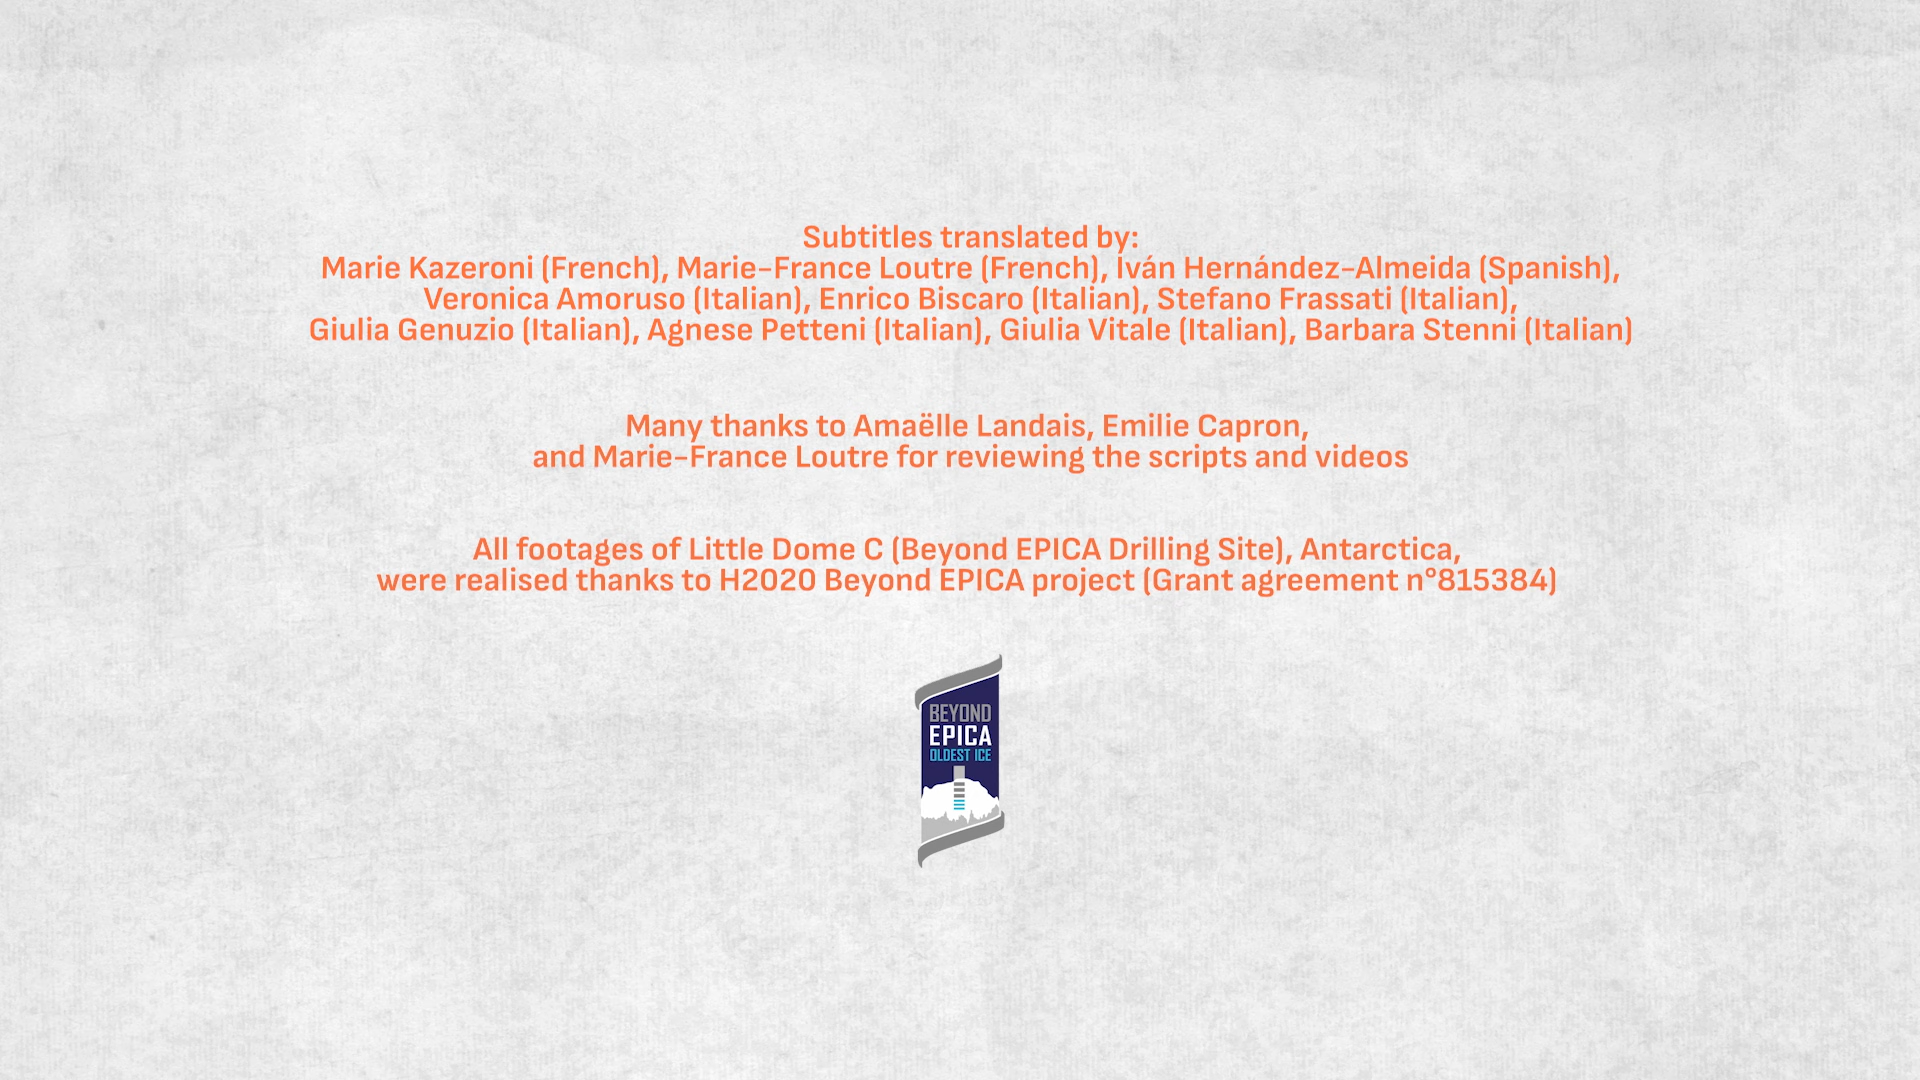 Subtitles translated by:
Marie Kazeroni (French), Marie-France Loutre (French), Iván Hernández-Almeida (Spanish),
Veronica Amoruso (Italian), Enrico Biscaro (Italian), Stefano Frassati (Italian),
Giulia Genuzio (Italian), Agnese Petteni (Italian), Giulia Vitale (Italian), Barbara Stenni (Italian)
Many thanks to Amaëlle Landais, Emilie Capron,
and Marie-France Loutre for reviewing the scripts and videos
All footages of Little Dome C (Beyond EPICA Drilling Site), Antarctica,
were realised thanks to H2020 Beyond EPICA project (Grant agreement n°815384)
BEYOND
EPICA
OLDEST ICE